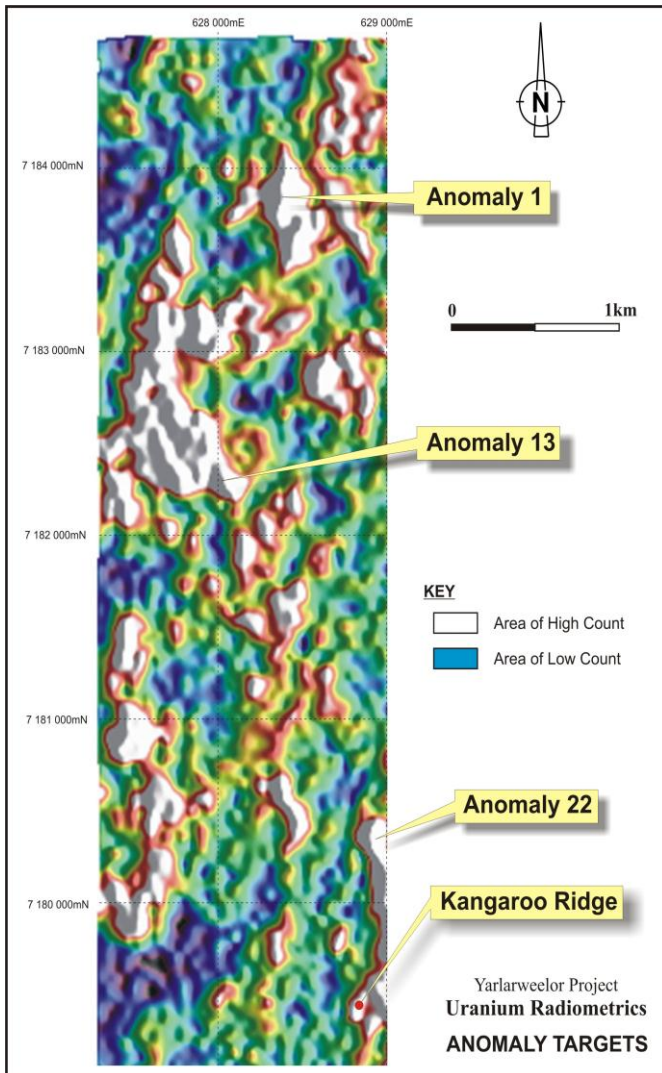 628 000mE
629 000mE
N
7 184 000mN
Anomaly 1
0
1km
7 183 000mN
Anomaly 13
7 182 000mN
KEY
Area of High Count
Area of Low Count
7 181 000mN
Anomaly 22
7 180 000mN
Kangaroo Ridge
Yarlarweelor Project
Uranium Radiometrics
ANOMALY TARGETS